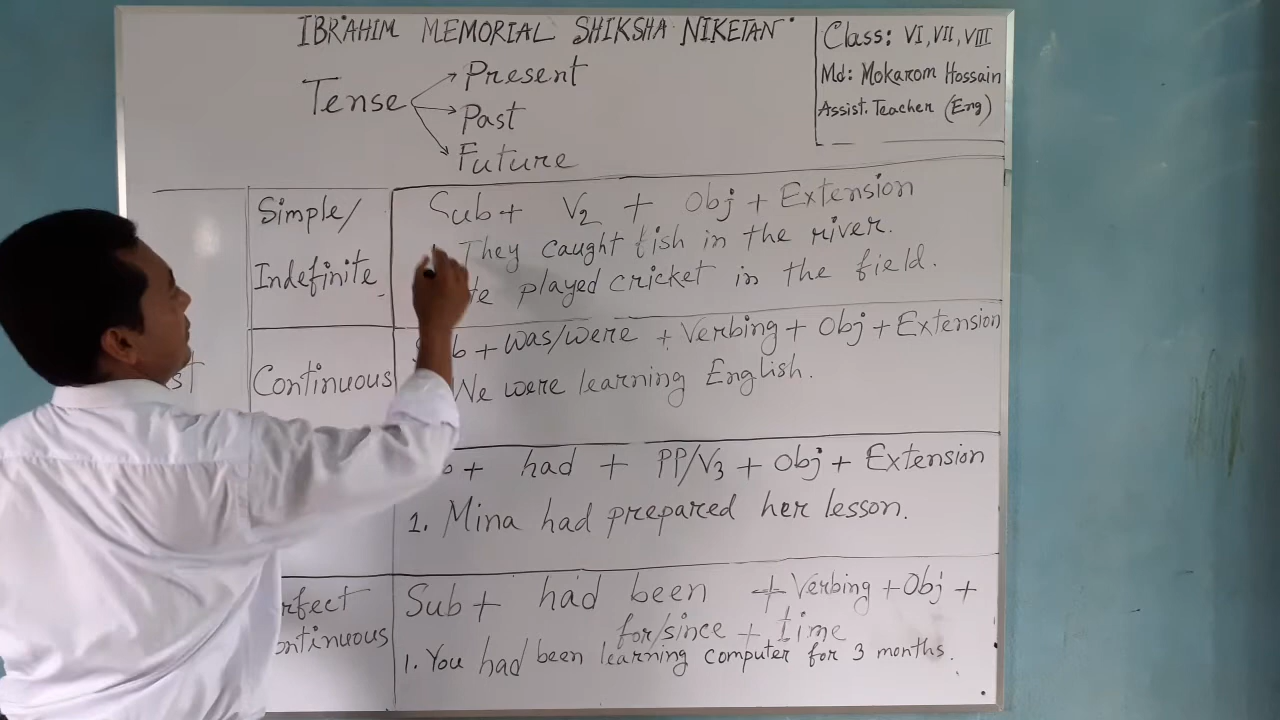 IBRAHIM MEMORIAL SHIKSHA NIKETAN
Class: VI, VII, VIII
Md: Mokarom Hossain
Assist. Teacher (Eng)
Tense
Present
Past
Future
Simple/
Indefinite
Sub + V2 + Obj + Extension
They caught fish in the river.
played cricket in the field.
Continuous
+ was/were + Verbing + Obj + Extension
We were learning English.
+ had + PP/V3 + Obj + Extension
1. Mina had prepared her lesson.
Sub + had been + Verbing + Obj +
for/since + time
1. You had been learning computer for 3 months.